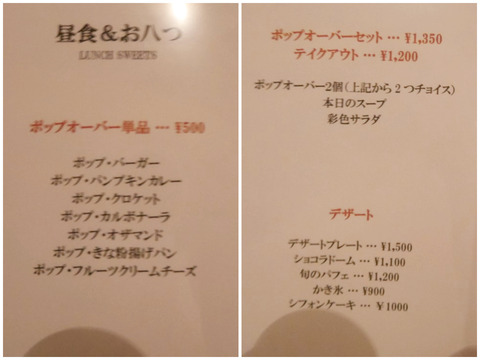 昼食&お八つ
LUNCH SWEETS
ポップオーバー単品 … ¥500
ポップ・バーガー
ポップ・パンプキンカレー
ポップ・クロケット
ポップ・カルボナーラ
ポップ・オザマンド
ポップ・きな粉揚げパン
ポップ・フルーツクリームチーズ
ポップオーバーセット … ¥1,350
テイクアウト … ¥1,200
ポップオーバー2個(上記から2つチョイス)
本日のスープ
彩色サラダ
デザート
デザートプレート … ¥1,500
ショコラドーム … ¥1,100
旬のパフェ … ¥1,200
かき氷 … ¥900
シフォンケーキ … ¥1000